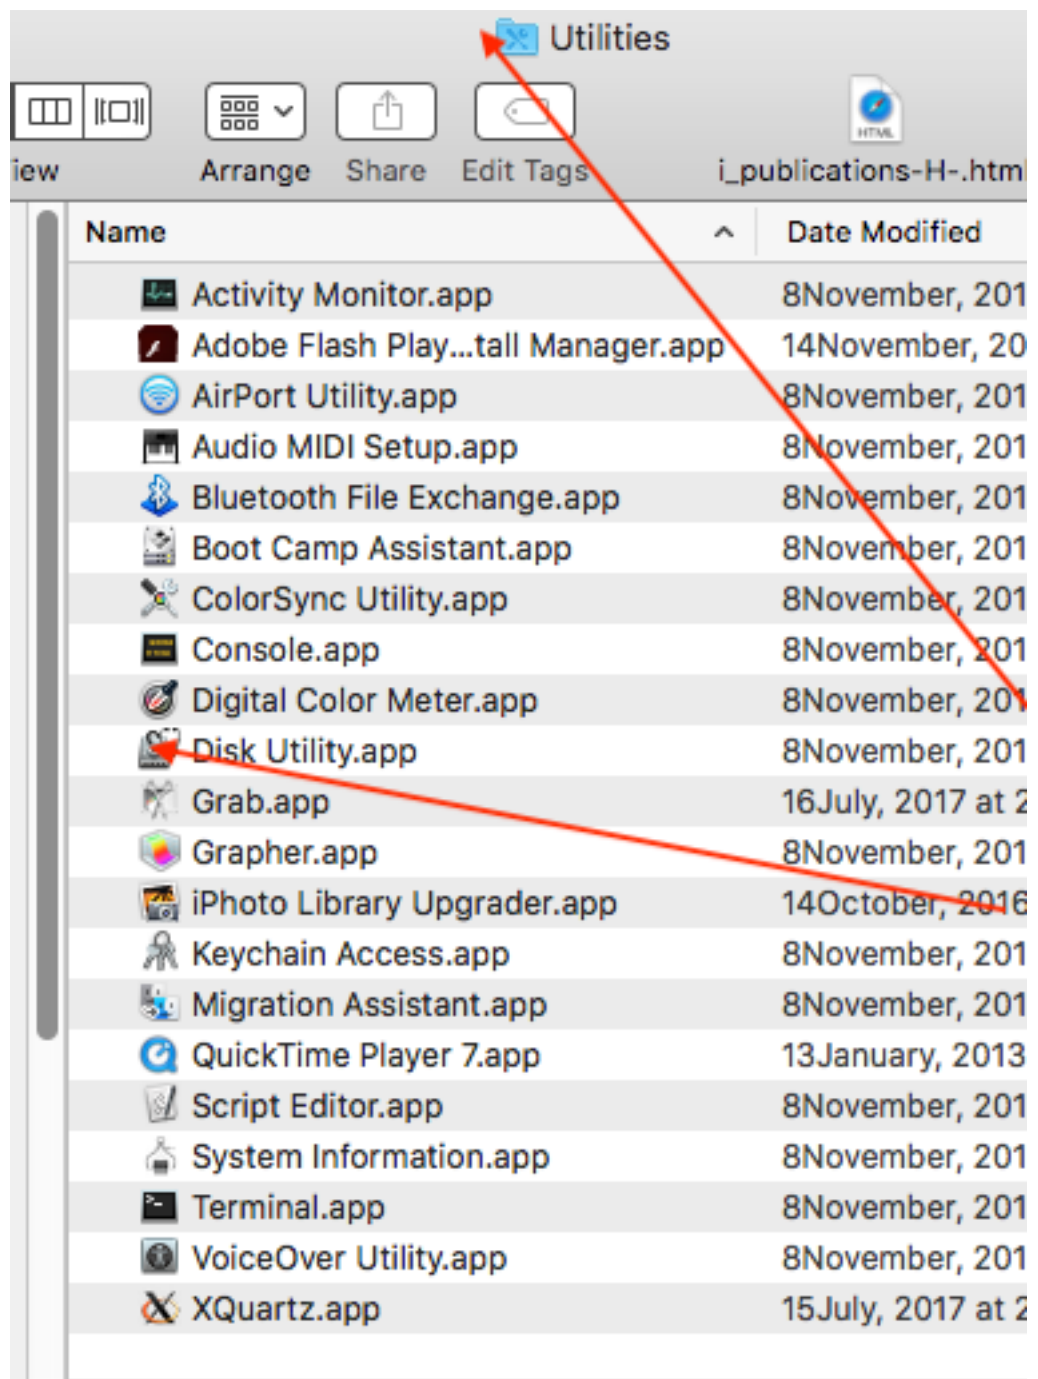 Utilities
iew Arrange Share Edit Tags i_publications-H-.html
HTML
Name Date Modified
Activity Monitor.app 8November, 201
Adobe Flash Play...tall Manager.app 14November, 20
AirPort Utility.app 8November, 201
Audio MIDI Setup.app 8November, 201
Bluetooth File Exchange.app 8November, 201
Boot Camp Assistant.app 8November, 201
ColorSync Utility.app 8November, 201
Console.app 8November, 201
Digital Color Meter.app 8November, 201
Disk Utility.app 8November, 201
Grab.app 16July, 2017 at 2
Grapher.app 8November, 201
iPhoto Library Upgrader.app 14October, 2016
Keychain Access.app 8November, 201
Migration Assistant.app 8November, 201
QuickTime Player 7.app 13January, 2013
Script Editor.app 8November, 201
System Information.app 8November, 201
Terminal.app 8November, 201
VoiceOver Utility.app 8November, 201
XQuartz.app 15July, 2017 at 2